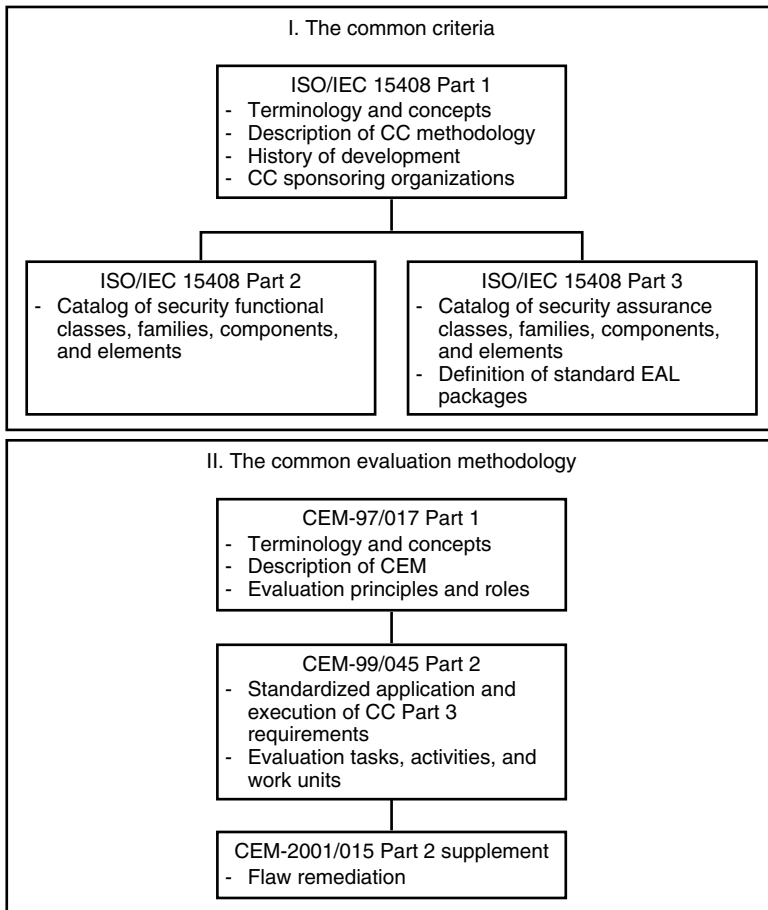 I. The common criteria
ISO/IEC 15408 Part 1
- Terminology and concepts
- Description of CC methodology
- History of development
- CC sponsoring organizations
ISO/IEC 15408 Part 2
- Catalog of security functional
classes, families, components,
and elements
ISO/IEC 15408 Part 3
- Catalog of security assurance
classes, families, components,
and elements
- Definition of standard EAL
packages
II. The common evaluation methodology
CEM-97/017 Part 1
- Terminology and concepts
- Description of CEM
- Evaluation principles and roles
CEM-99/045 Part 2
- Standardized application and
execution of CC Part 3
requirements
- Evaluation tasks, activities, and
work units
CEM-2001/015 Part 2 supplement
- Flaw remediation